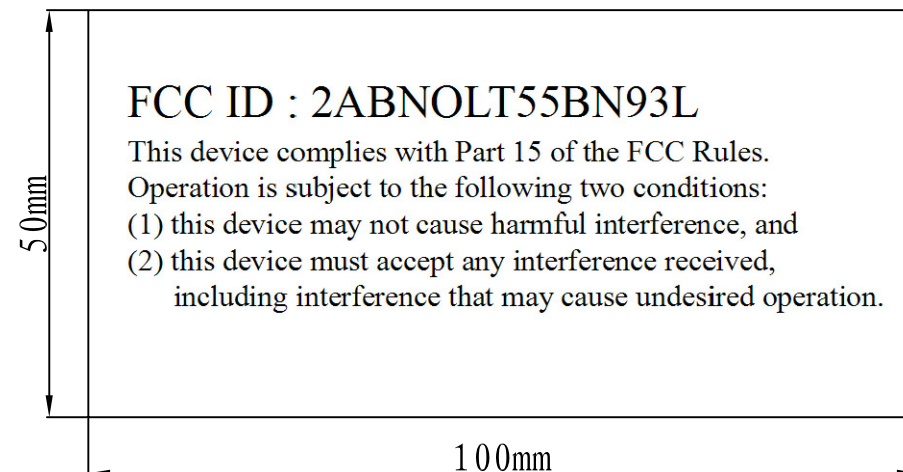 FCC ID : 2ABNOLT55BN93L
This device complies with Part 15 of the FCC Rules.
Operation is subject to the following two conditions:
(1) this device may not cause harmful interference, and
(2) this device must accept any interference received,
including interference that may cause undesired operation.
50mm
100mm